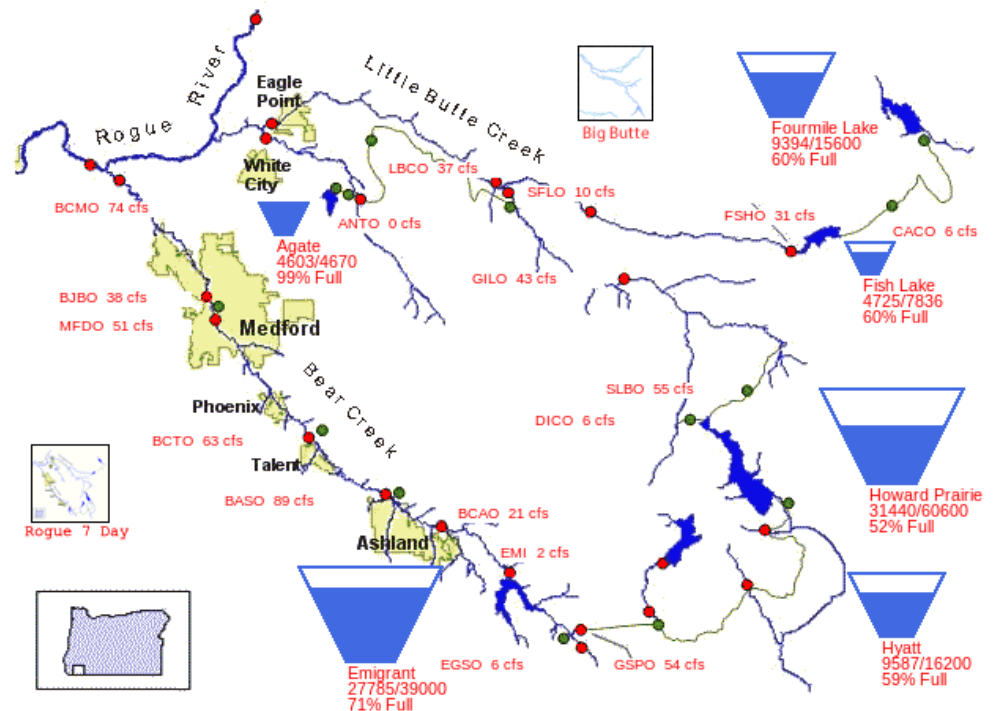 Rogue River
Eagle
Point
Little Butte Creek
Big Butte
Fourmile Lake
9394/15600
60% Full
White
City
LBCO 37 cfs
SFLO 10 cfs
BCMO 74 cfs
ANTO 0 cfs
FSHO 31 cfs
CACO 6 cfs
Agate
4603/4670
99% Full
GILO 43 cfs
Fish Lake
4725/7836
60% Full
BJBO 38 cfs
MFDO 51 cfs
Medford
Bear Creek
SLBO 55 cfs
Phoenix
DICO 6 cfs
BCTO 63 cfs
Talent
BASO 89 cfs
Howard Prairie
31440/60600
52% Full
Rogue 7 Day
BCAO 21 cfs
Ashland
EMI 2 cfs
EGSO 6 cfs
GSPO 54 cfs
Emigrant
27785/39000
71% Full
Hyatt
9587/16200
59% Full